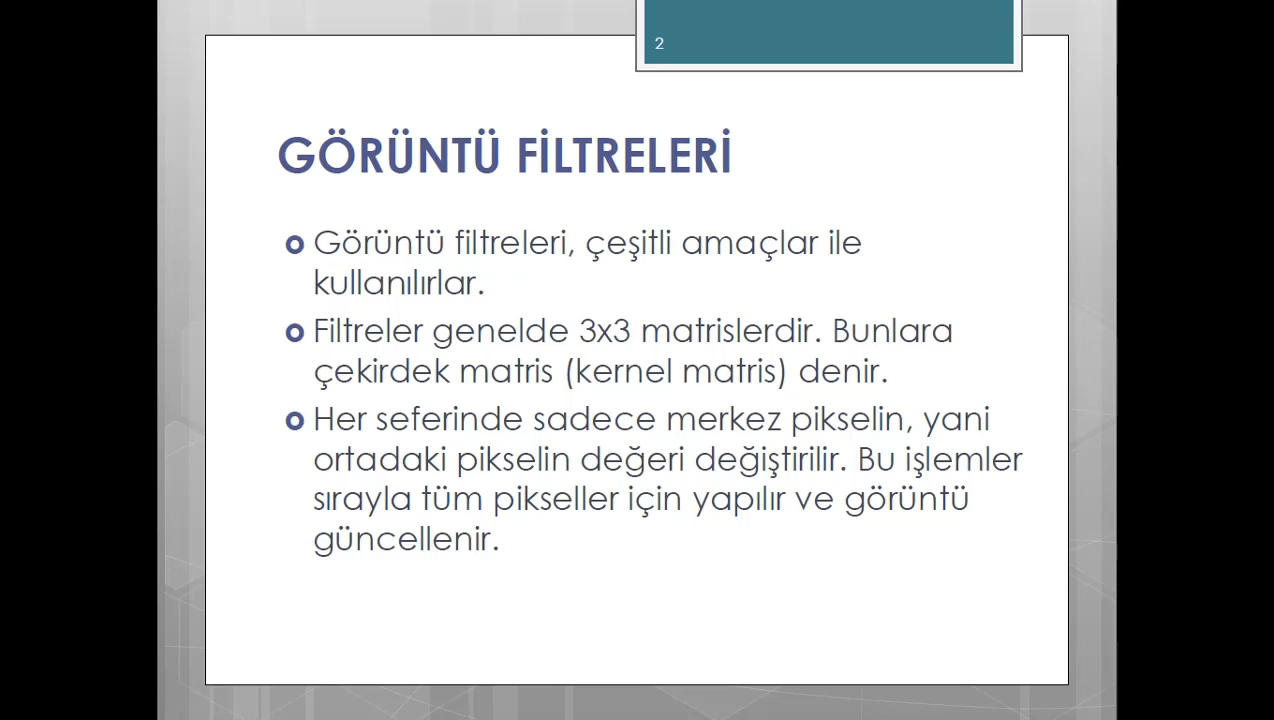 2
GÖRÜNTÜ FİLTRELERİ
Görüntü filtreleri, çeşitli amaçlar ile
kullanılırlar.
Filtreler genelde 3x3 matrislerdir. Bunlara
çekirdek matris (kernel matris) denir.
Her seferinde sadece merkez pikselin, yani
ortadaki pikselin değeri değiştirilir. Bu işlemler
sırayla tüm pikseller için yapılır ve görüntü
güncellenir.